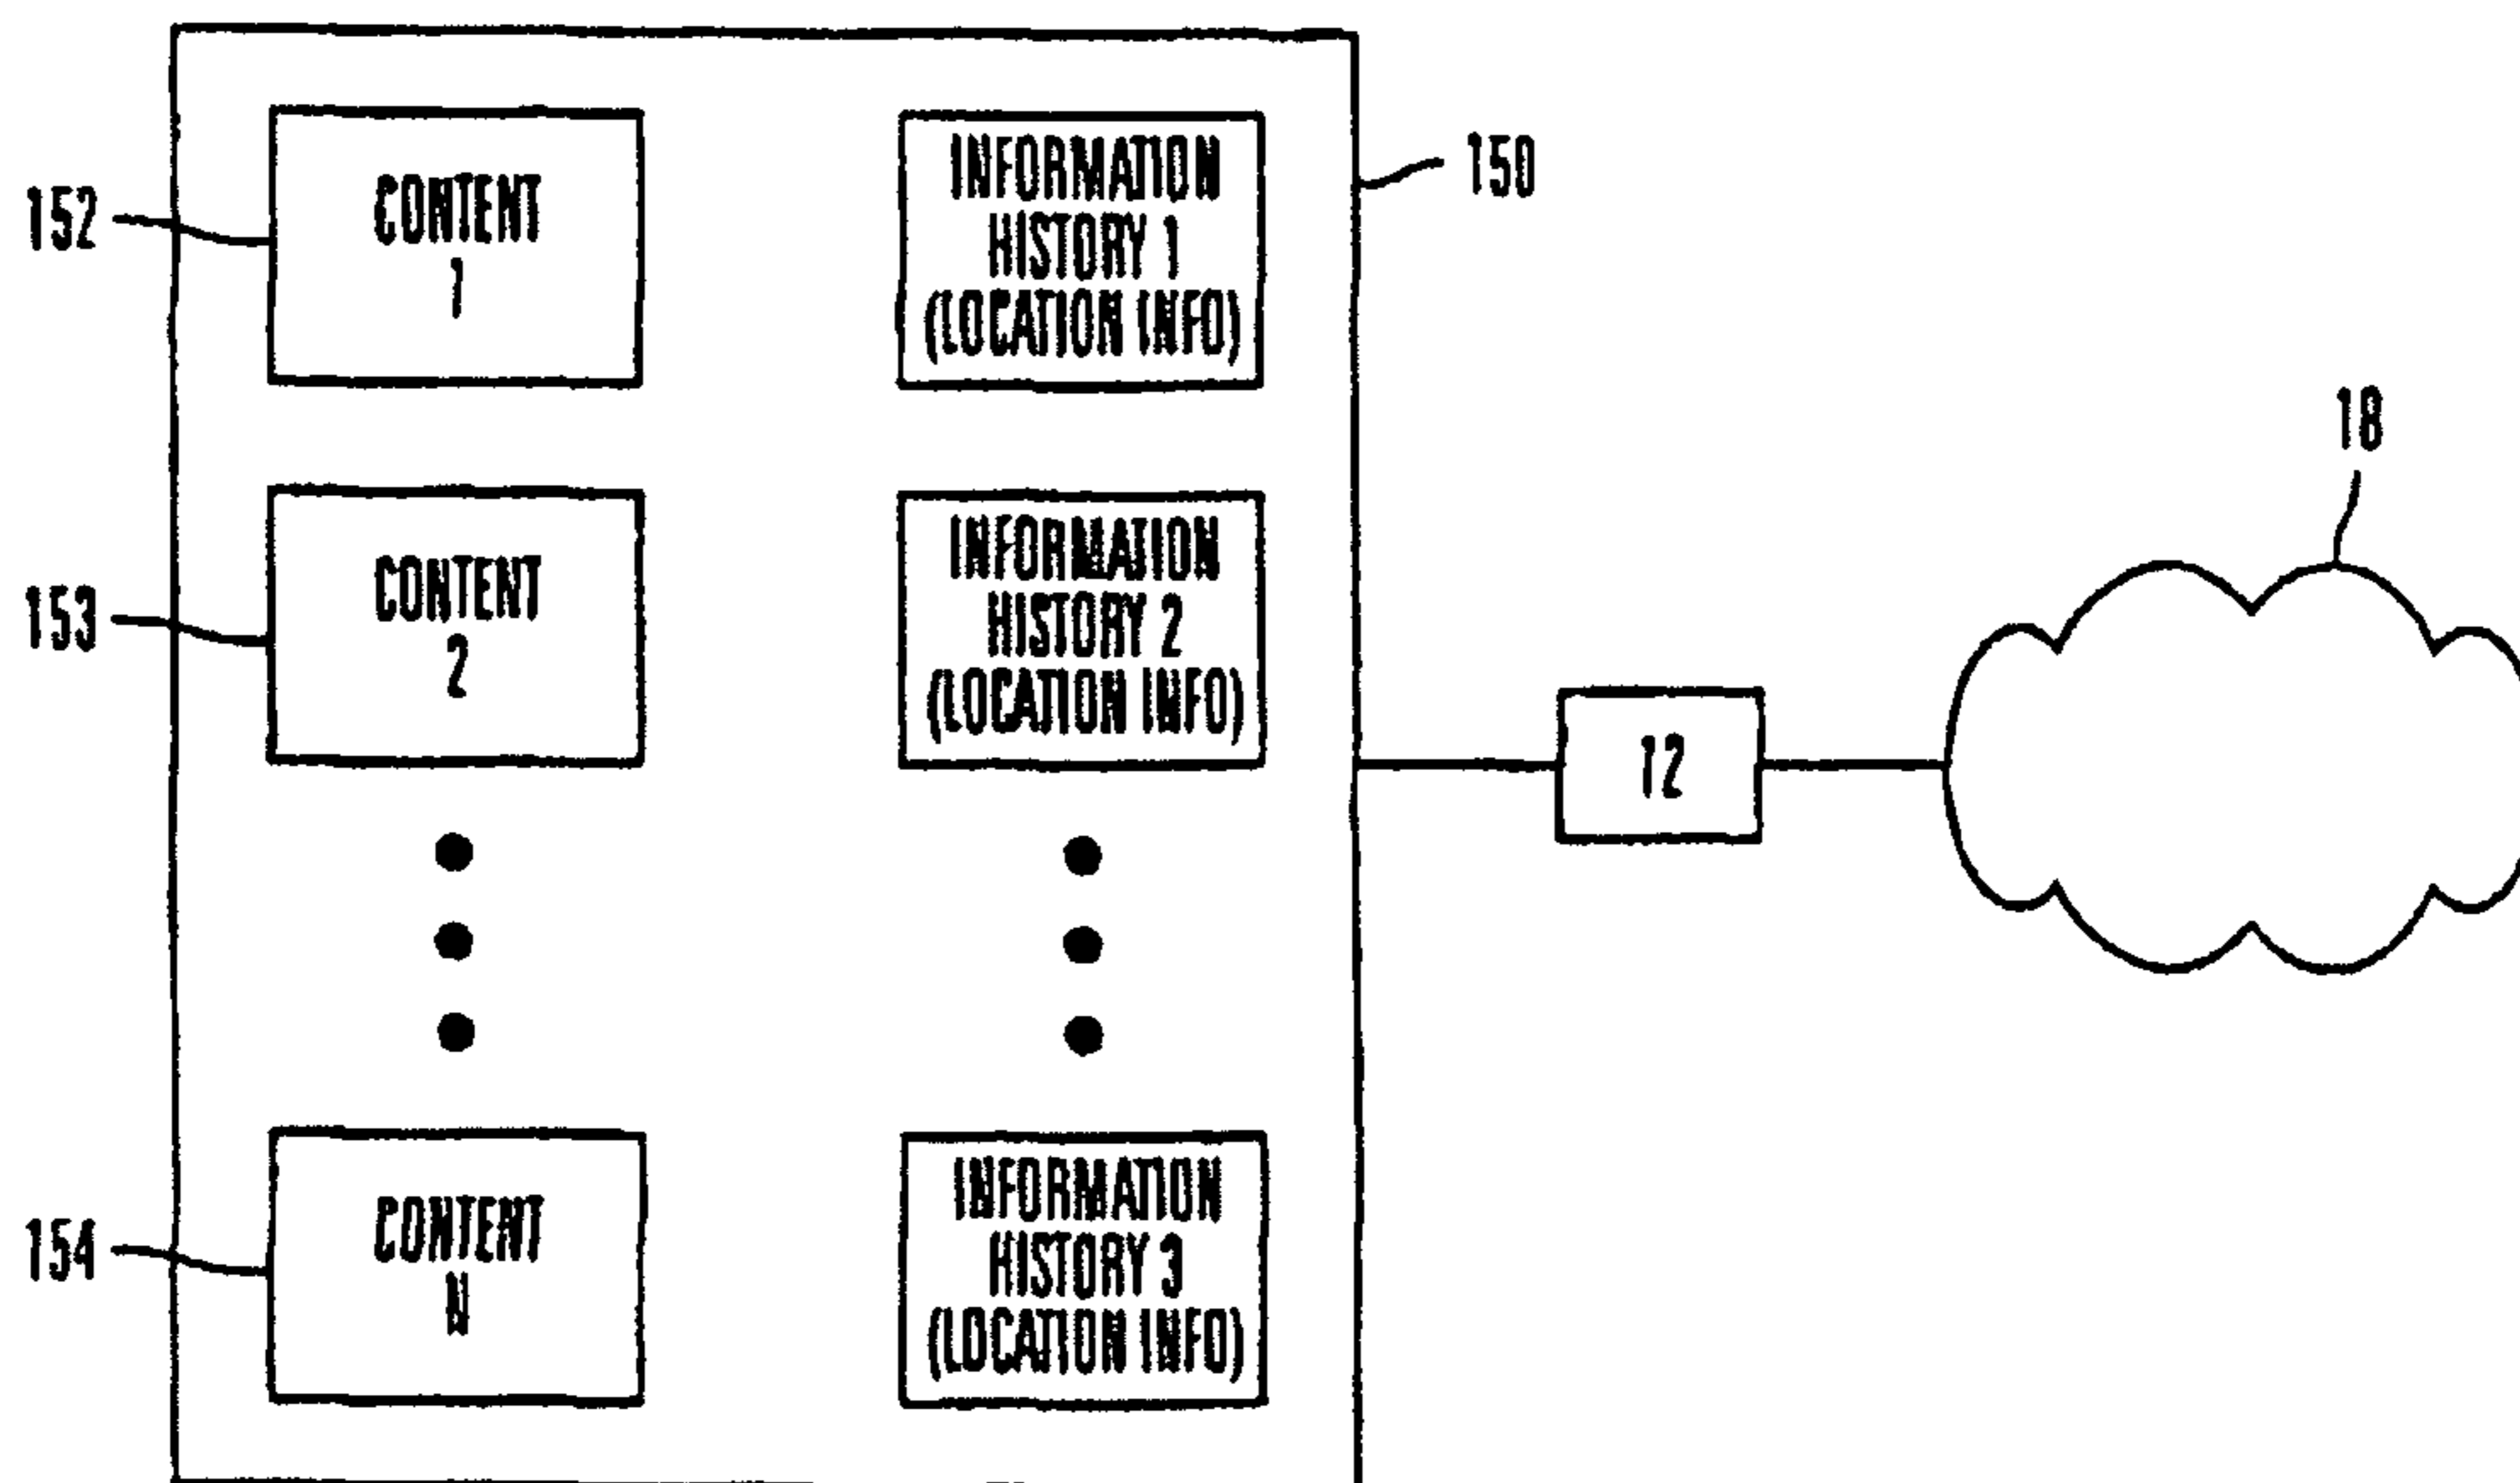 152
CONTENT
1
INFORMATION
HISTORY 1
(LOCATION INFO)
150
18
153
CONTENT
2
INFORMATION
HISTORY 2
(LOCATION INFO)
12
154
CONTENT
N
INFORMATION
HISTORY 3
(LOCATION INFO)